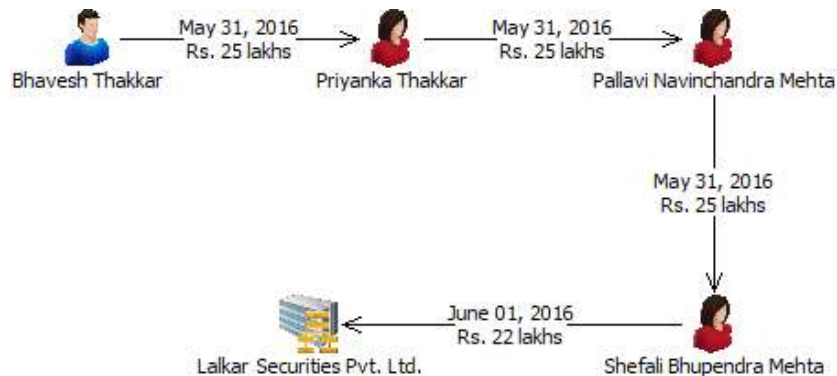 May 31, 2016
Rs. 25 lakhs
May 31, 2016
Rs. 25 lakhs
Bhavesh Thakkar
Priyanka Thakkar
Pallavi Navinchandra Mehta
May 31, 2016
Rs. 25 lakhs
June 01, 2016
Rs. 22 lakhs
Lalkar Securities Pvt. Ltd.
Shefali Bhupendra Mehta